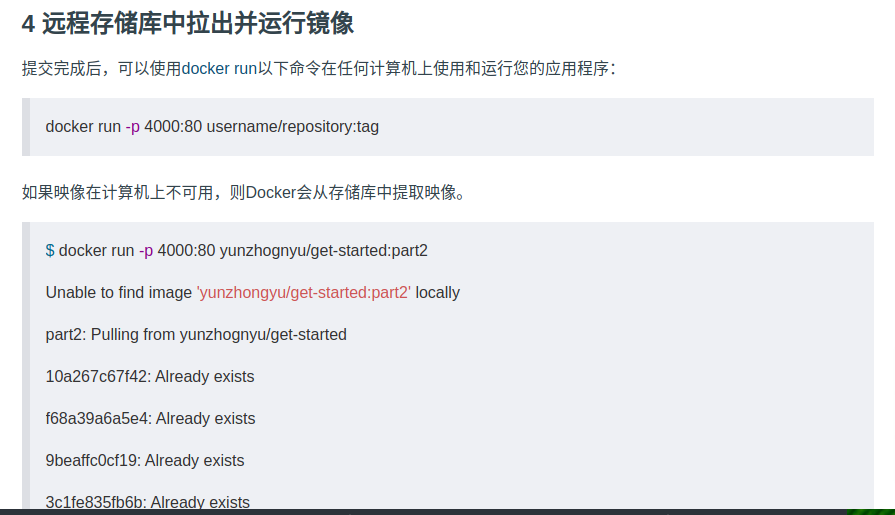 4 远程存储库中拉出并运行镜像
提交完成后，可以使用docker run以下命令在任何计算机上使用和运行您的应用程序：
docker run -p 4000:80 username/repository:tag
如果映像在计算机上不可用，则Docker会从存储库中提取映像。
$ docker run -p 4000:80 yunzhognyu/get-started:part2
Unable to find image 'yunzhongyu/get-started:part2' locally
part2: Pulling from yunzhognyu/get-started
10a267c67f42: Already exists
f68a39a6a5e4: Already exists
9beaffc0cf19: Already exists
3c1fe835fb6b: Already exists